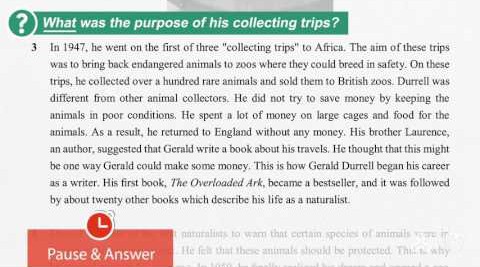 ? What was the purpose of his collecting trips?
3 In 1947, he went on the first of three "collecting trips" to Africa. The aim of these trips
was to bring back endangered animals to zoos where they could breed in safety. On these
trips, he collected over a hundred rare animals and sold them to British zoos. Durrell was
different from other animal collectors. He did not try to save money by keeping the
animals in poor conditions. He spent a lot of money on large cages and food for the
animals. As a result, he returned to England without any money. His brother Laurence,
an author, suggested that Gerald write a book about his travels. He thought that this might
be one way Gerald could make some money. This is how Gerald Durrell began his career
as a writer. His first book, The Overloaded Ark, became a bestseller, and it was followed
by about twenty other books which describe his life as a naturalist.
naturalists to warn that certain species of animals were in
He felt that these animals should be protected. This is why
Pause & Answer